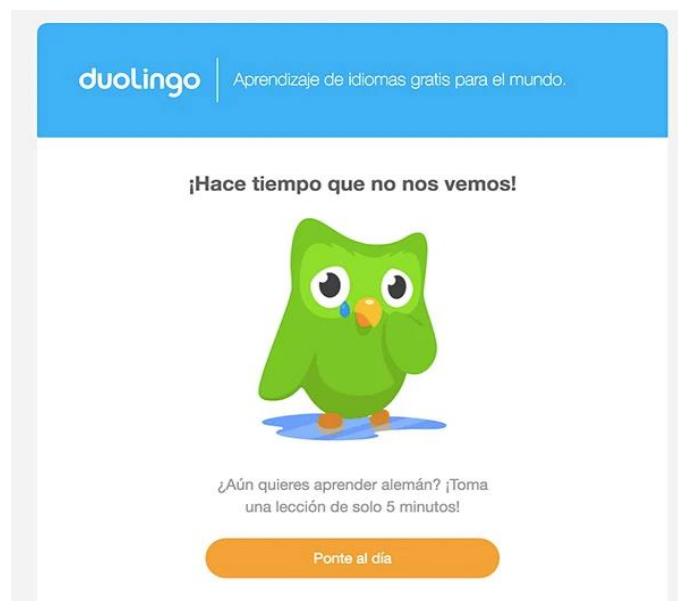 duolingo
Aprendizaje de idiomas gratis para el mundo.
¡Hace tiempo que no nos vemos!
¿Aún quieres aprender alemán? ¡Toma
una lección de solo 5 minutos!
Ponte al día